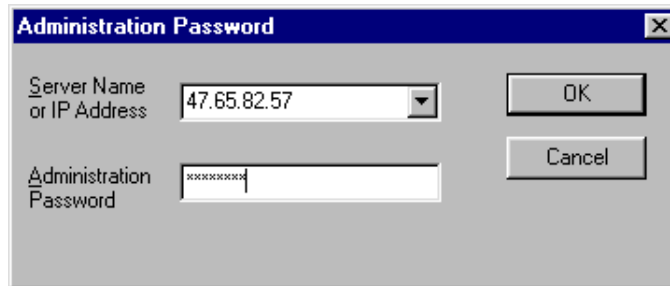 Administration Password
Server Name
or IP Address
47.65.82.57
OK
Cancel
Administration
Password
********